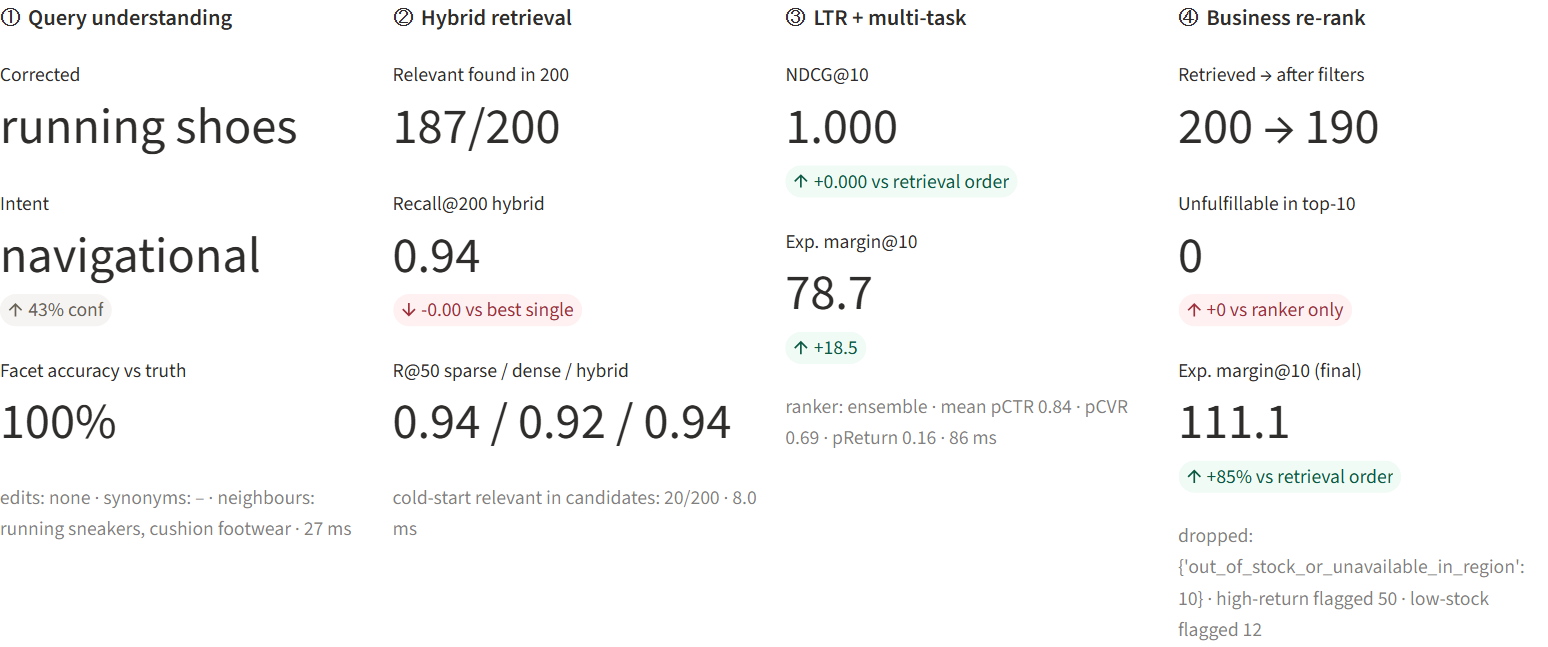 ① Query understanding
Corrected
running shoes
Intent
navigational
↑ 43% conf
Facet accuracy vs truth
100%
edits: none · synonyms: – · neighbours:
running sneakers, cushion footwear · 27 ms
② Hybrid retrieval
Relevant found in 200
187/200
Recall@200 hybrid
0.94
↓ -0.00 vs best single
R@50 sparse / dense / hybrid
0.94 / 0.92 / 0.94
cold-start relevant in candidates: 20/200 · 8.0
ms
③ LTR + multi-task
NDCG@10
1.000
↑ +0.000 vs retrieval order
Exp. margin@10
78.7
↑ +18.5
ranker: ensemble · mean pCTR 0.84 · pCVR
0.69 · pReturn 0.16 · 86 ms
④ Business re-rank
Retrieved → after filters
200 → 190
Unfulfillable in top-10
0
↑ +0 vs ranker only
Exp. margin@10 (final)
111.1
↑ +85% vs retrieval order
dropped:
{'out_of_stock_or_unavailable_in_region':
10} · high-return flagged 50 · low-stock
flagged 12